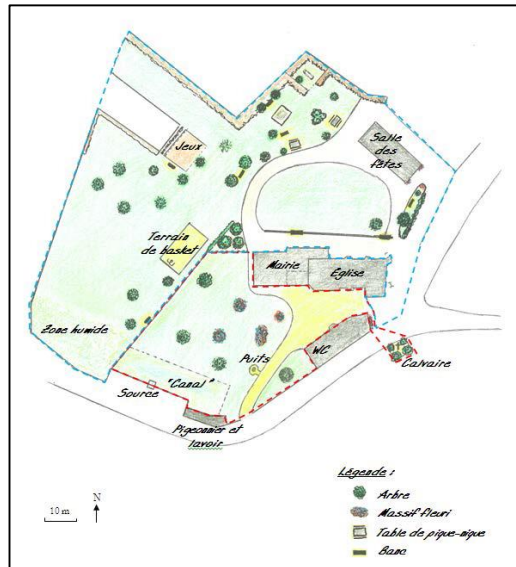 Salle
des
fêtes
Jeux
Terrain
de basket
Mairie
Église
Zone humide
Puits
WC
Calvaire
"Canal"
Source
Pigeonnier et
lavoir
Légende :
Arbre
Massif fleuri
Table de pique-nique
Banc
10 m
N